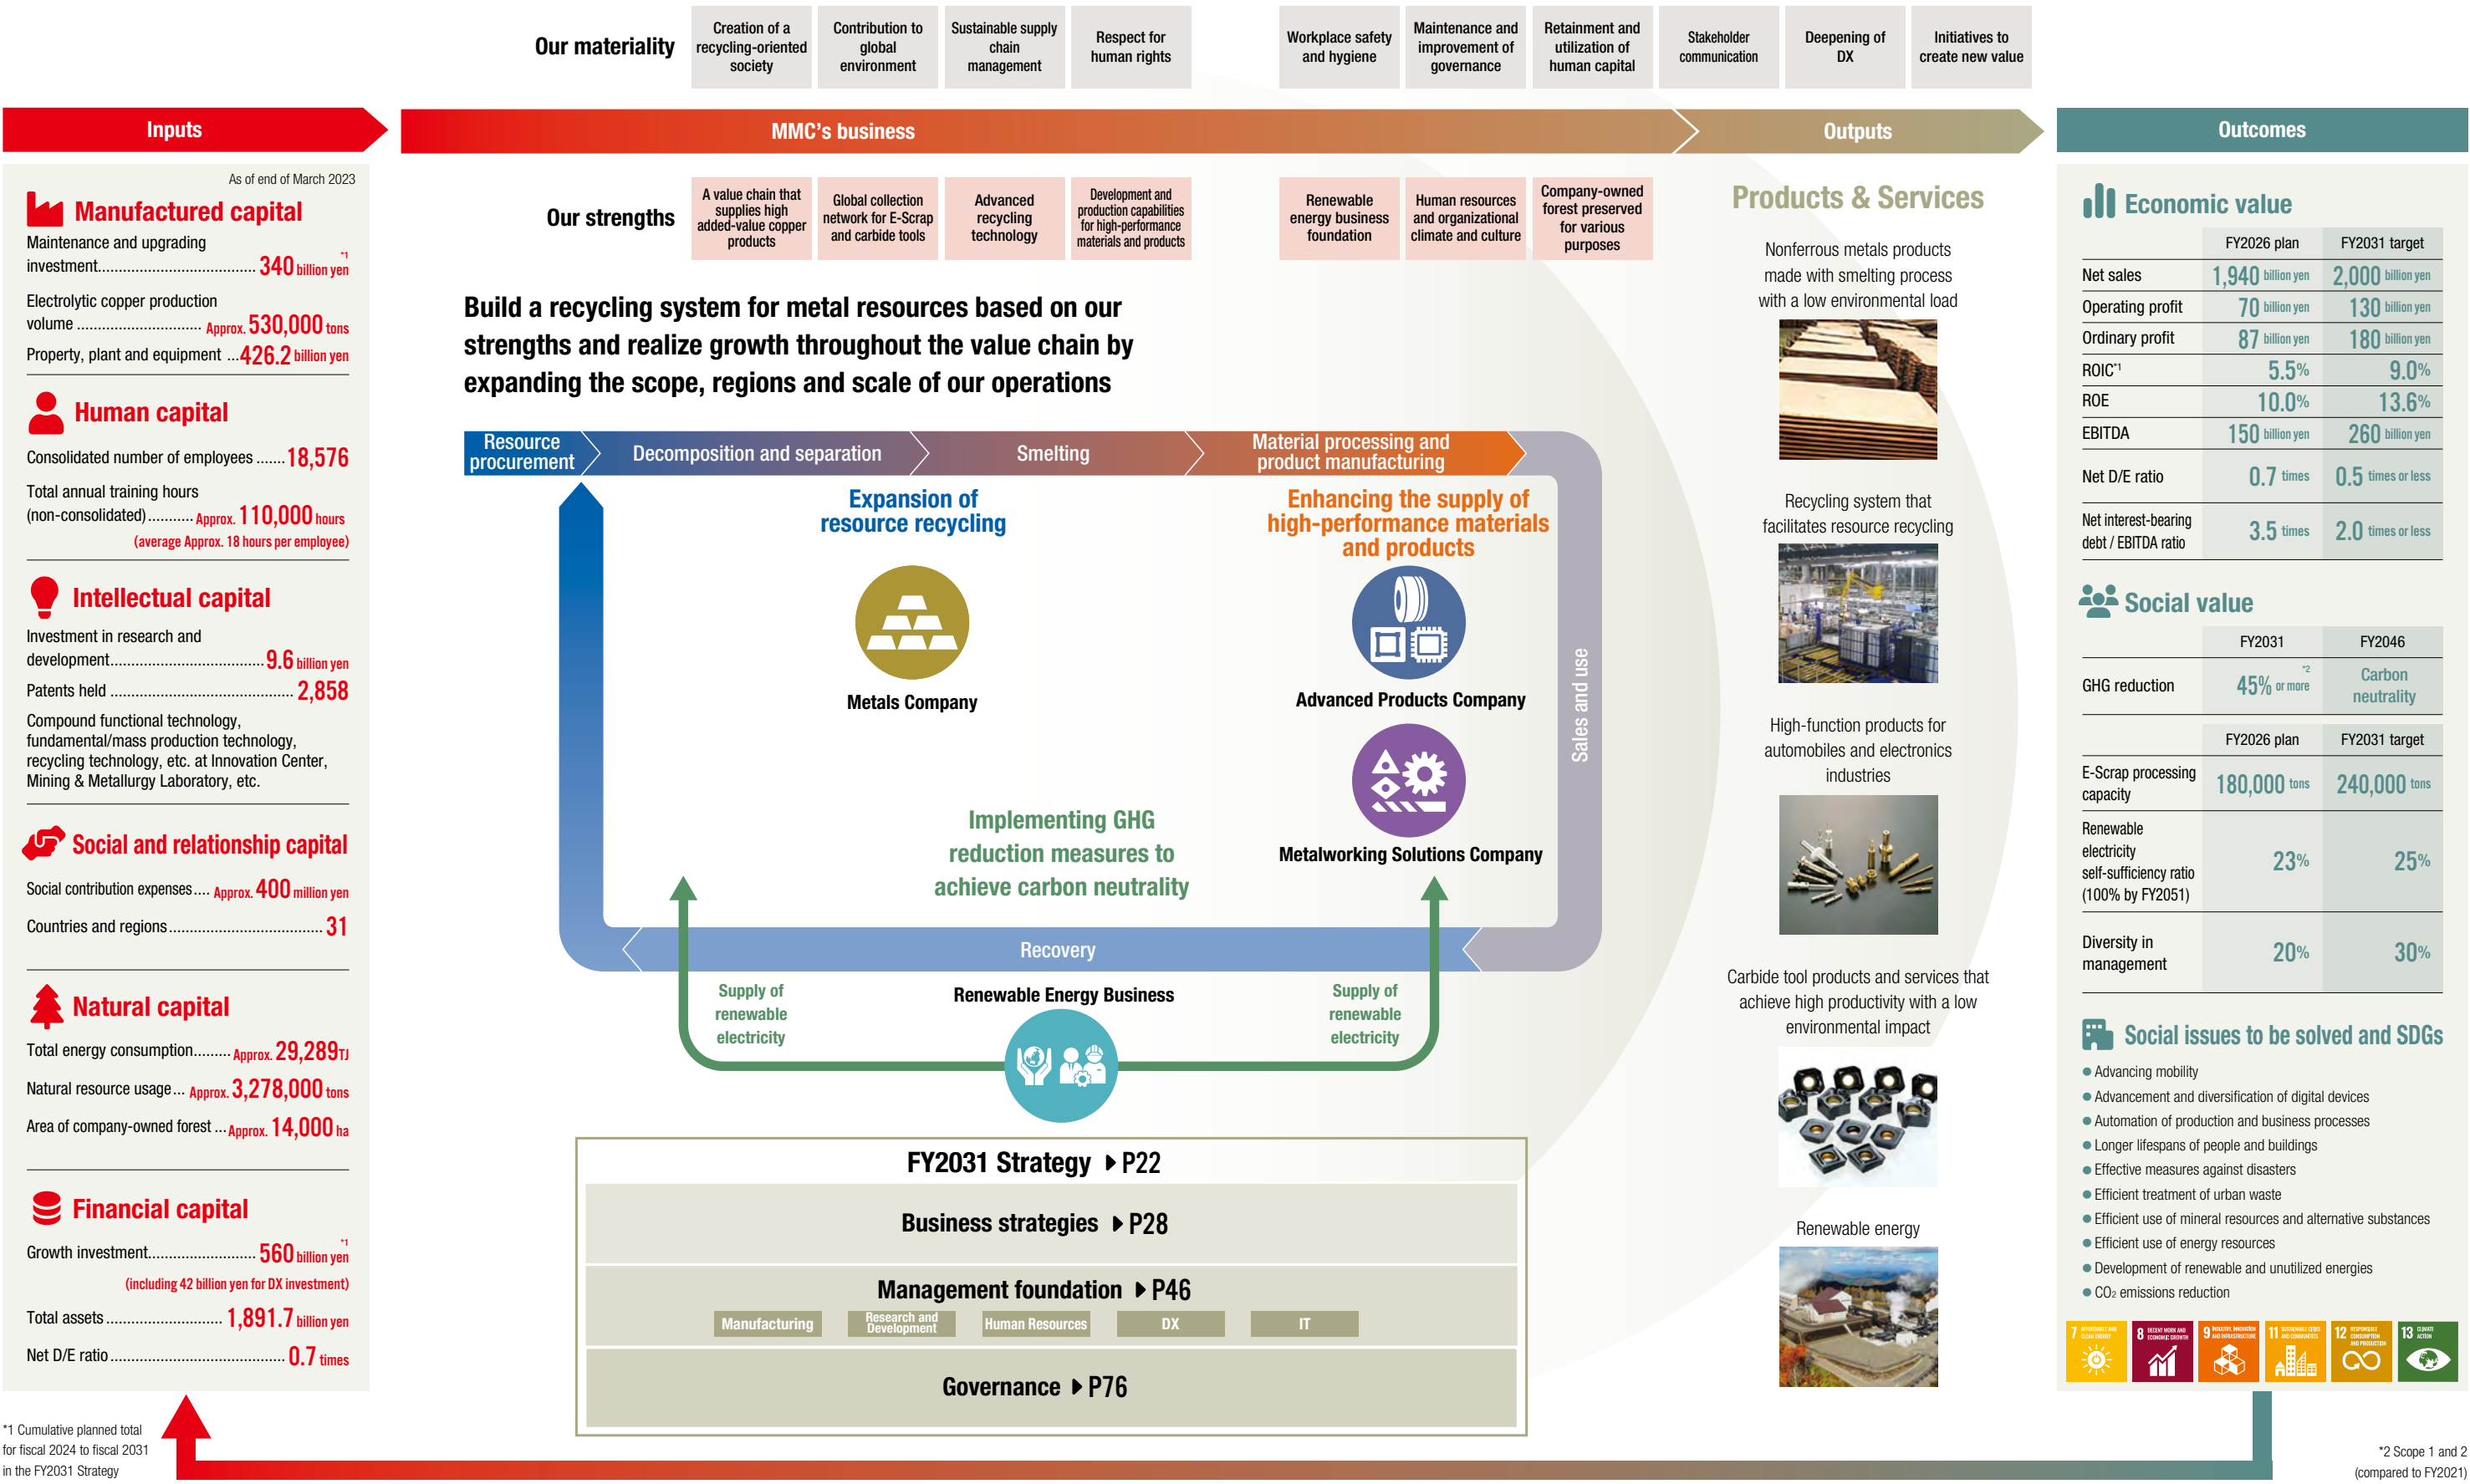 Our materiality
Creation of a
recycling-oriented
society
Contribution to
global
environment
Sustainable supply
chain
management
Respect for
human rights
Workplace safety
and hygiene
Maintenance and
improvement of
governance
Retainment and
utilization of
human capital
Stakeholder
communication
Deepening of
DX
Initiatives to
create new value
Inputs
MMC's business
Outputs
Outcomes
As of end of March 2023
Manufactured capital
Maintenance and upgrading
investment........................................ 340 billion yen *1
Electrolytic copper production
volume .............................. Approx. 530,000 tons
Property, plant and equipment ...426.2 billion yen
Human capital
Consolidated number of employees .......18,576
Total annual training hours
(non-consolidated)........... Approx. 110,000 hours
(average Approx. 18 hours per employee)
Intellectual capital
Investment in research and
development..................................... 9.6 billion yen
Patents held ............................................ 2,858
Compound functional technology,
fundamental/mass production technology,
recycling technology, etc. at Innovation Center,
Mining & Metallurgy Laboratory, etc.
Social and relationship capital
Social contribution expenses.... Approx. 400 million yen
Countries and regions..................................... 31
Natural capital
Total energy consumption......... Approx. 29,289 TJ
Natural resource usage... Approx. 3,278,000 tons
Area of company-owned forest ... Approx. 14,000 ha
Financial capital
Growth investment.......................... 560 billion yen *1
(including 42 billion yen for DX investment)
Total assets ............................ 1,891.7 billion yen
Net D/E ratio .......................................... 0.7 times
*1 Cumulative planned total
for fiscal 2024 to fiscal 2031
in the FY2031 Strategy
Our strengths
A value chain that
supplies high
added-value copper
products
Global collection
network for E-Scrap
and carbide tools
Advanced
recycling
technology
Development and
production capabilities
for high-performance
materials and products
Renewable
energy business
foundation
Human resources
and organizational
climate and culture
Company-owned
forest preserved
for various
purposes
Build a recycling system for metal resources based on our
strengths and realize growth throughout the value chain by
expanding the scope, regions and scale of our operations
Resource
procurement
Decomposition and separation
Smelting
Material processing and
product manufacturing
Expansion of
resource recycling
Enhancing the supply of
high-performance materials
and products
Metals Company
Advanced Products Company
Metalworking Solutions Company
Sales and use
Implementing GHG
reduction measures to
achieve carbon neutrality
Recovery
Supply of
renewable
electricity
Renewable Energy Business
Supply of
renewable
electricity
FY2031 Strategy ▶ P22
Business strategies ▶ P28
Management foundation ▶ P46
Manufacturing
Research and
Development
Human Resources
DX
IT
Governance ▶ P76
Products & Services
Nonferrous metals products
made with smelting process
with a low environmental load
Recycling system that
facilitates resource recycling
High-function products for
automobiles and electronics
industries
Carbide tool products and services that
achieve high productivity with a low
environmental impact
Renewable energy
Economic value
FY2026 plan FY2031 target
Net sales 1,940 billion yen 2,000 billion yen
Operating profit 70 billion yen 130 billion yen
Ordinary profit 87 billion yen 180 billion yen
ROIC*1 5.5% 9.0%
ROE 10.0% 13.6%
EBITDA 150 billion yen 260 billion yen
Net D/E ratio 0.7 times 0.5 times or less
Net interest-bearing
debt / EBITDA ratio 3.5 times 2.0 times or less
Social value
FY2031 FY2046
GHG reduction 45% or more *2 Carbon
neutrality
FY2026 plan FY2031 target
E-Scrap processing
capacity 180,000 tons 240,000 tons
Renewable
electricity
self-sufficiency ratio
(100% by FY2051) 23% 25%
Diversity in
management 20% 30%
Social issues to be solved and SDGs
● Advancing mobility
● Advancement and diversification of digital devices
● Automation of production and business processes
● Longer lifespans of people and buildings
● Effective measures against disasters
● Efficient treatment of urban waste
● Efficient use of mineral resources and alternative substances
● Efficient use of energy resources
● Development of renewable and unutilized energies
● CO2 emissions reduction
7 AFFORDABLE AND
CLEAN ENERGY
8 DECENT WORK AND
ECONOMIC GROWTH
9 INDUSTRY, INNOVATION
AND INFRASTRUCTURE
11 SUSTAINABLE CITIES
AND COMMUNITIES
12 RESPONSIBLE
CONSUMPTION
AND PRODUCTION
13 CLIMATE
ACTION
*2 Scope 1 and 2
(compared to FY2021)